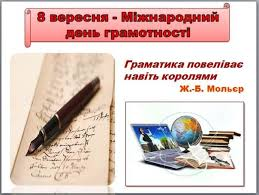 8 вересня - Міжнародний
день грамотності
Граматика повеліває
навіть королями
Ж.-Б. Мольєр